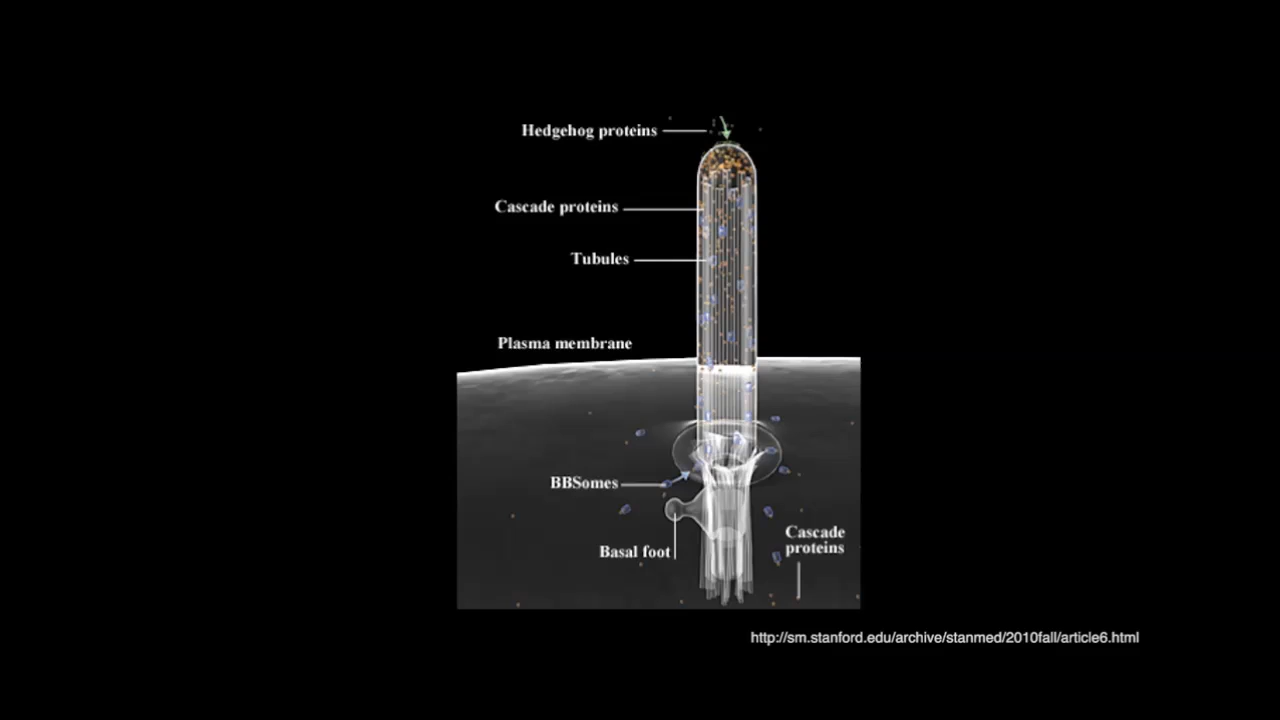 Hedgehog proteins
Cascade proteins
Tubules
Plasma membrane
BBSomes
Basal foot
Cascade
proteins
http://sm.stanford.edu/archive/stanmed/2010fall/article6.html